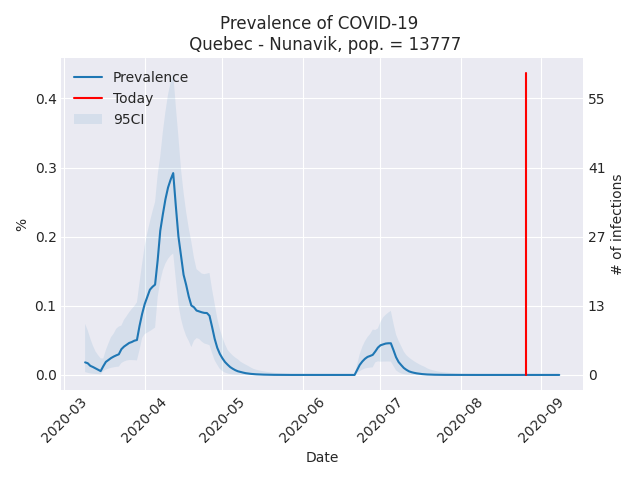 Prevalence of COVID-19
Quebec - Nunavik, pop. = 13777
Prevalence
Today
95CI
0.4
0.3
0.2
0.1
0.0
%
55
41
27
13
0
# of infections
2020-03
2020-04
2020-05
2020-06
2020-07
2020-08
2020-09
Date